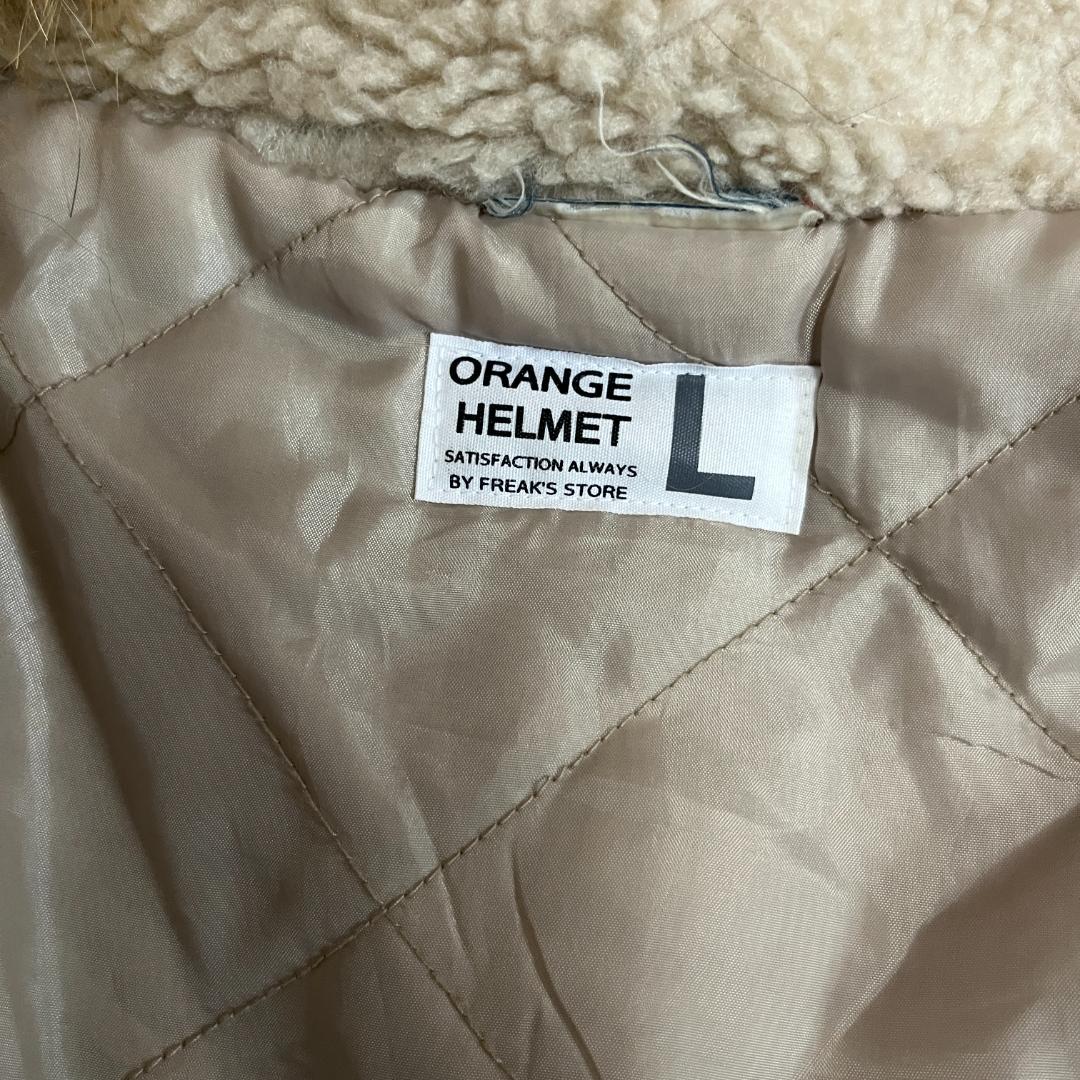 ORANGE
HELMET
SATISFACTION ALWAYS
BY FREAK'S STORE
L